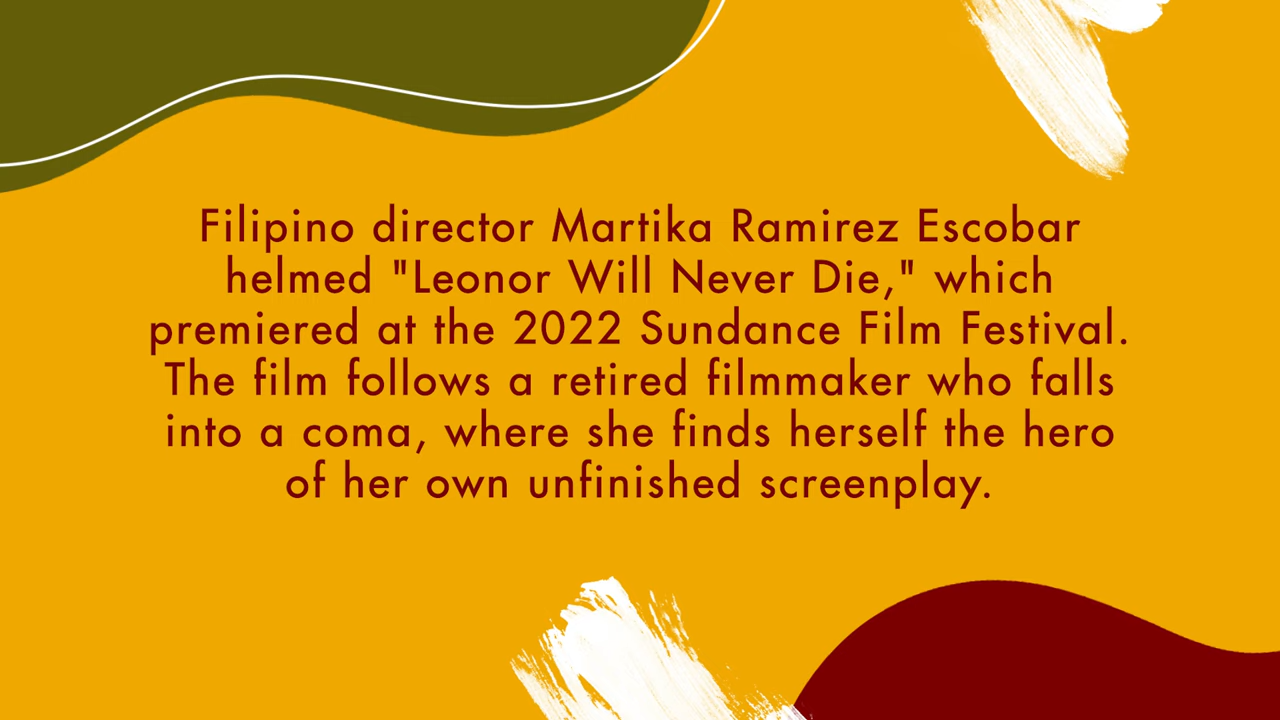 Filipino director Martika Ramirez Escobar
helmed "Leonor Will Never Die," which
premiered at the 2022 Sundance Film Festival.
The film follows a retired filmmaker who falls
into a coma, where she finds herself the hero
of her own unfinished screenplay.